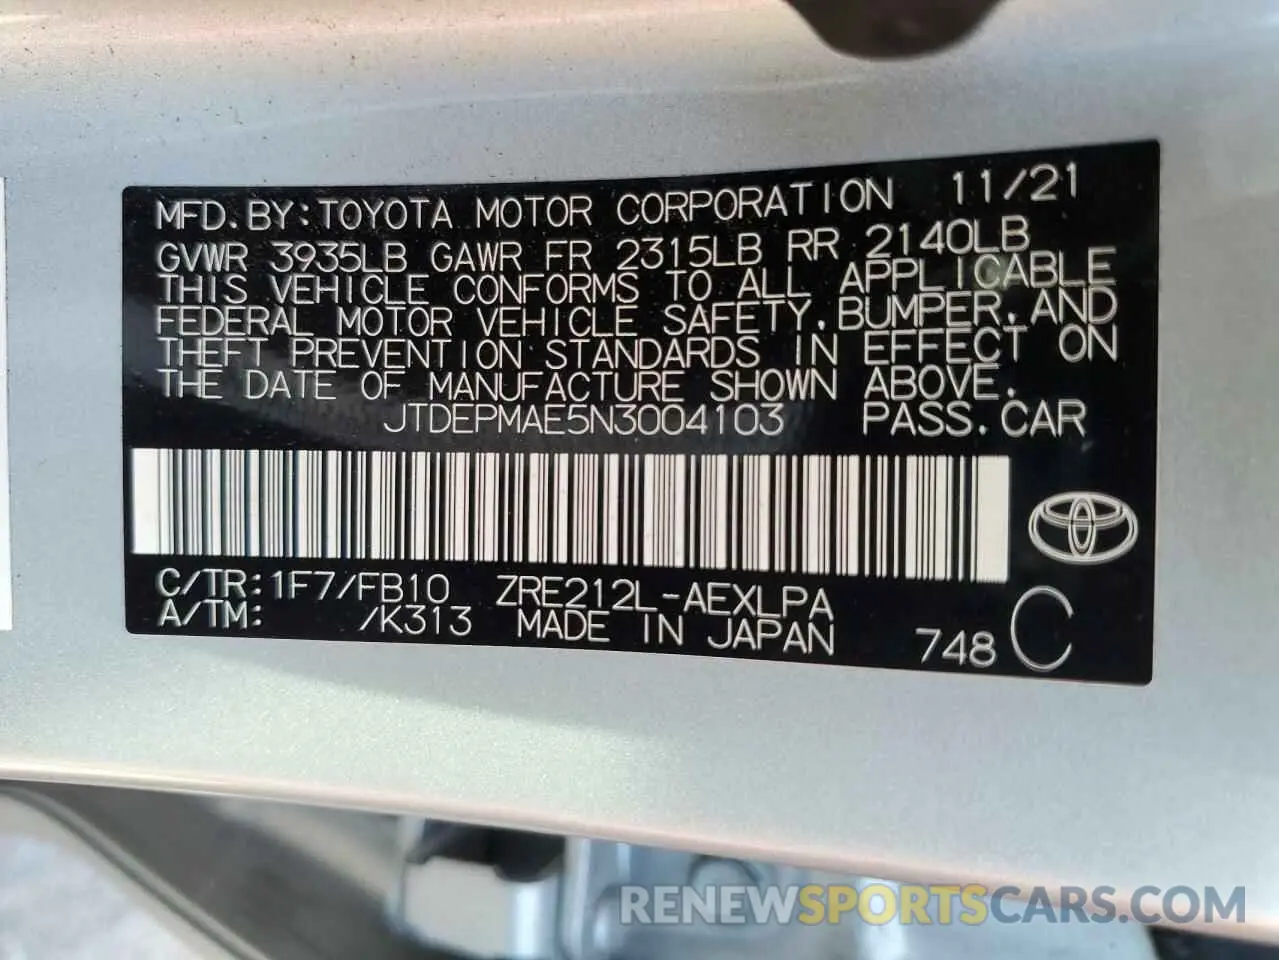 MFD.BY:TOYOTA MOTOR CORPORATION 11/21
GVWR 3935LB GAWR FR 2315LB RR 2140LB
THIS VEHICLE CONFORMS TO ALL APPLICABLE
FEDERAL MOTOR VEHICLE SAFETY,BUMPER,AND
THEFT PREVENTION STANDARDS IN EFFECT ON
THE DATE OF MANUFACTURE SHOWN ABOVE.
JTDEPMAE5N3004103 PASS.CAR
C/TR:1F7/FB10 ZRE212L-AEXLPA
A/TM: /K313 MADE IN JAPAN 748 C
RENEWSPORTSCARS.COM